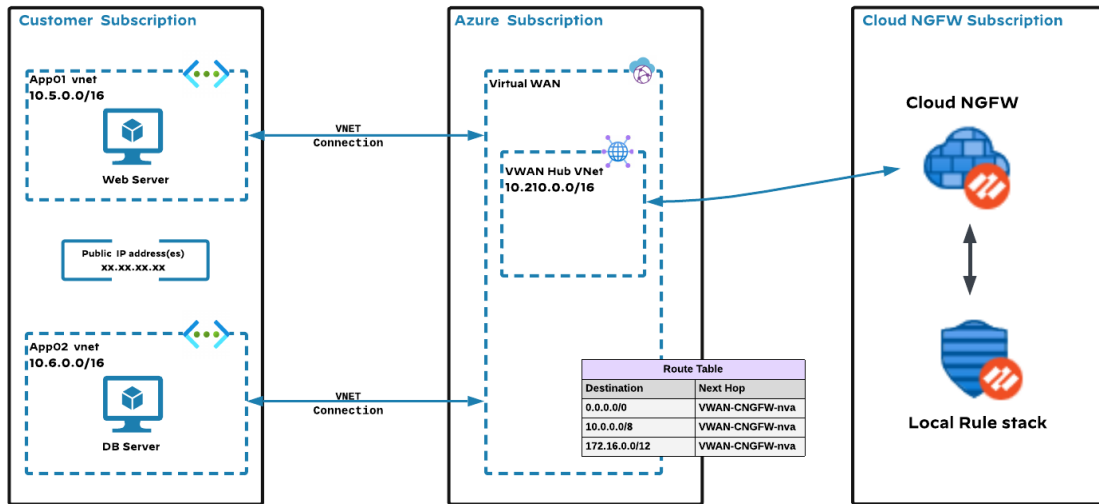 Customer Subscription
App01 vnet
10.5.0.0/16
Web Server
Public IP address(es)
xx.xx.xx.xx
App02 vnet
10.6.0.0/16
DB Server
VNET
Connection
VNET
Connection
Azure Subscription
Virtual WAN
VWAN Hub VNet
10.210.0.0/16
Route Table
Destination Next Hop
0.0.0.0/0 VWAN-CNGFW-nva
10.0.0.0/8 VWAN-CNGFW-nva
172.16.0.0/12 VWAN-CNGFW-nva
Cloud NGFW Subscription
Cloud NGFW
Local Rule stack